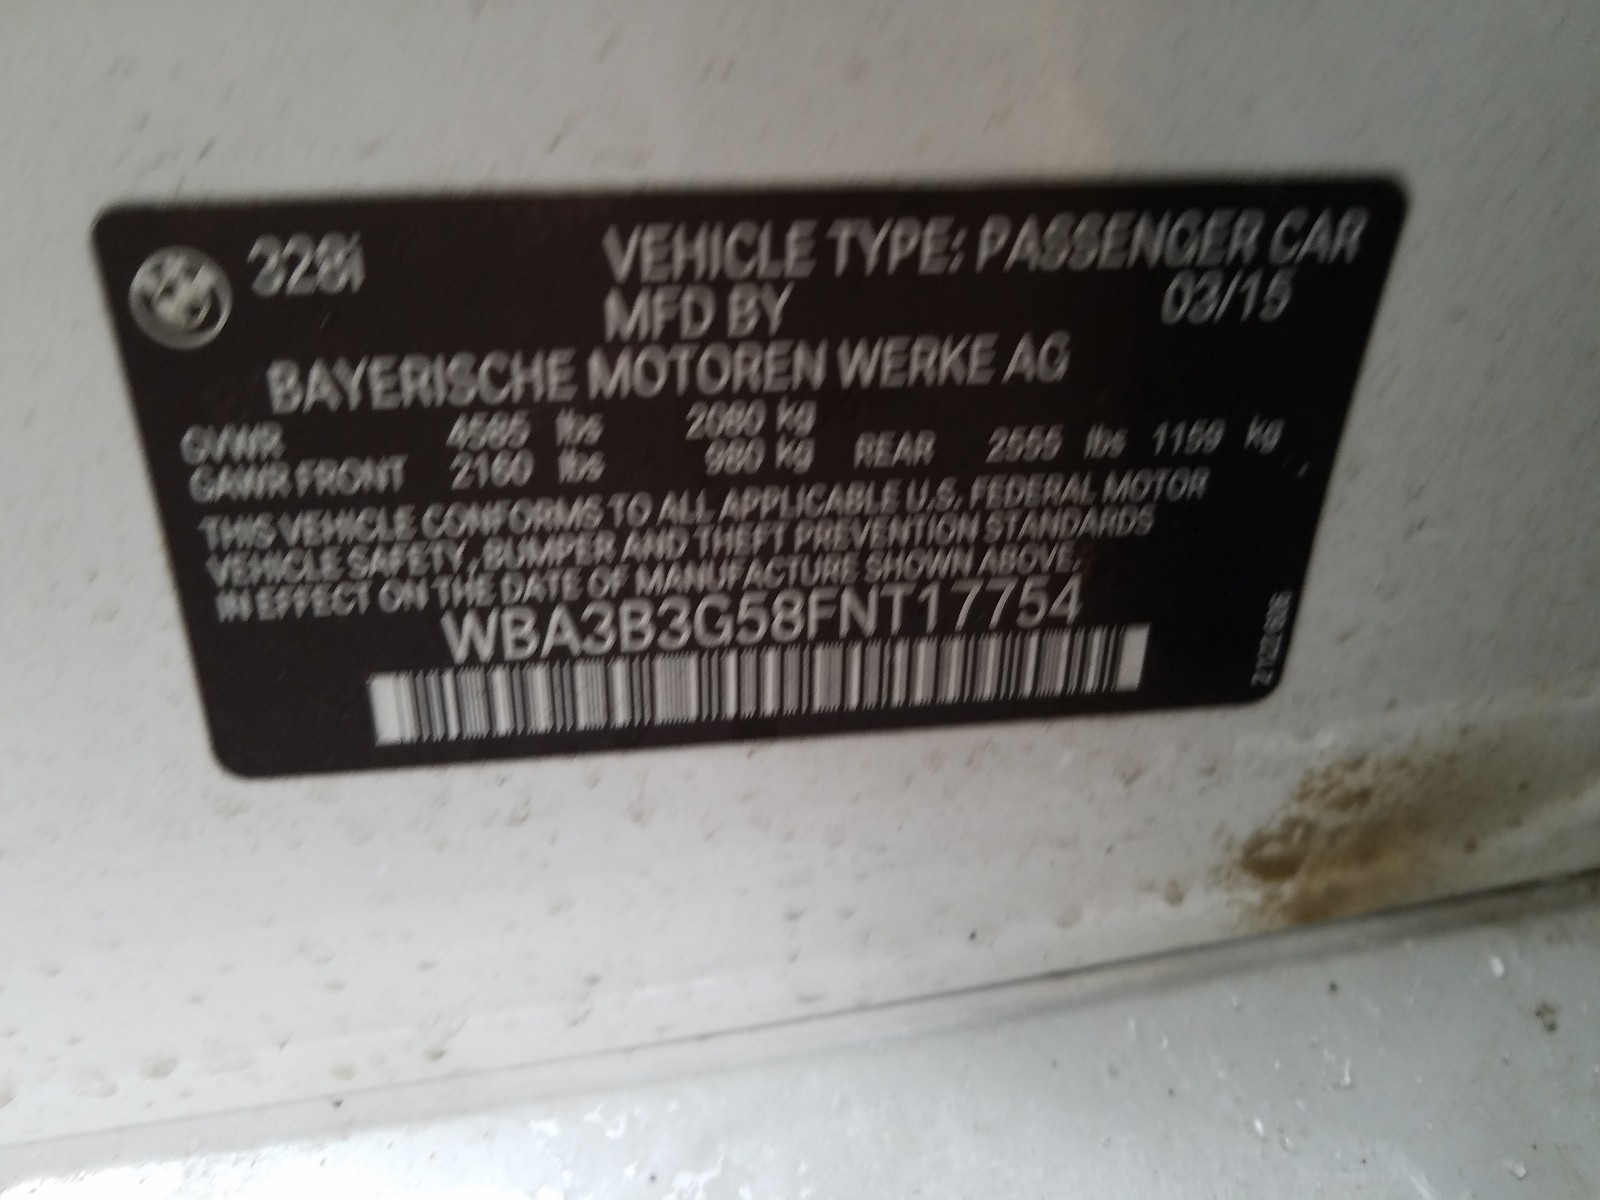 328i VEHICLE TYPE: PASSENGER CAR
MFD BY 03/15
BAYERISCHE MOTOREN WERKE AG
GVWR 4585 lbs 2080 kg
GAWR FRONT 2160 lbs 980 kg REAR 2555 lbs 1159 kg
THIS VEHICLE CONFORMS TO ALL APPLICABLE U.S. FEDERAL MOTOR
VEHICLE SAFETY, BUMPER AND THEFT PREVENTION STANDARDS
IN EFFECT ON THE DATE OF MANUFACTURE SHOWN ABOVE.
WBA3B3G58FNT17754